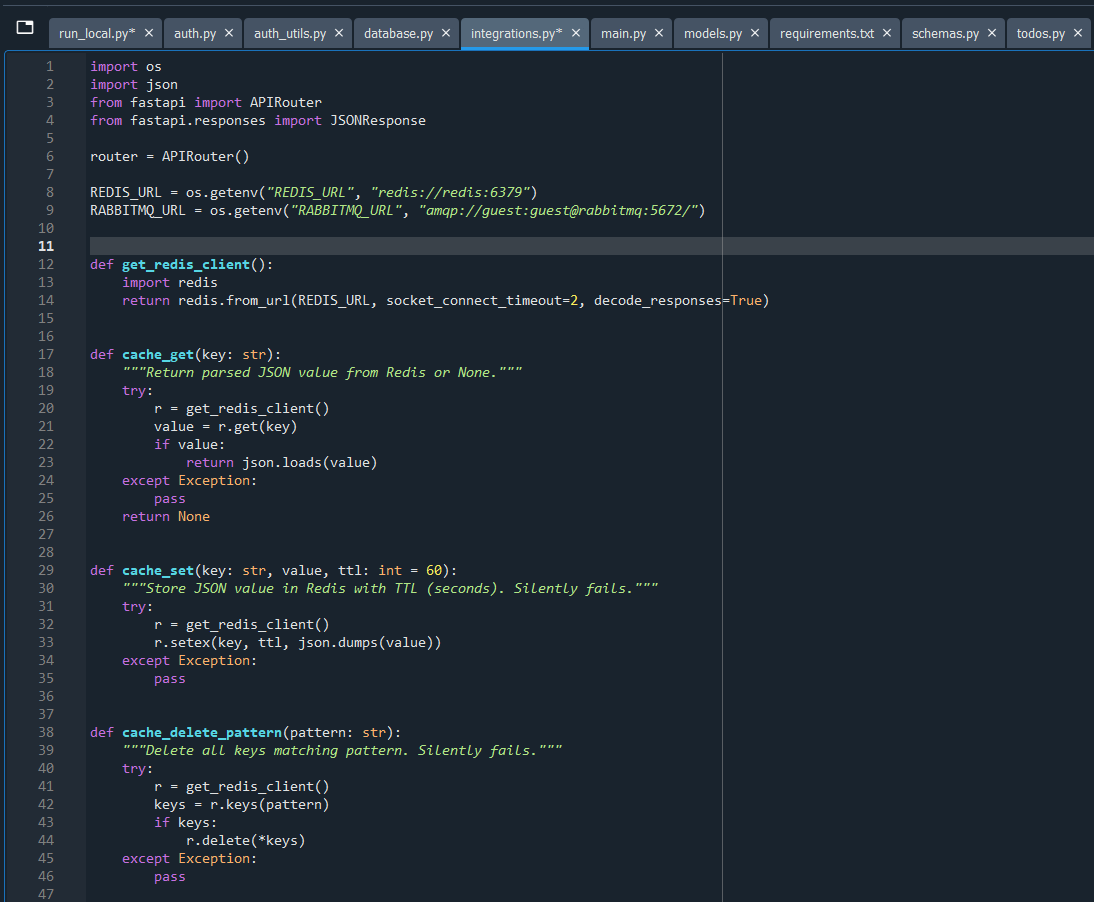 run_local.py* × auth.py × auth_utils.py × database.py × integrations.py* × main.py × models.py × requirements.txt × schemas.py × todos.py ×
1 import os
2 import json
3 from fastapi import APIRouter
4 from fastapi.responses import JSONResponse
5
6 router = APIRouter()
7
8 REDIS_URL = os.getenv("REDIS_URL", "redis://redis:6379")
9 RABBITMQ_URL = os.getenv("RABBITMQ_URL", "amqp://guest:guest@rabbitmq:5672/")
10
11
12 def get_redis_client():
13     import redis
14     return redis.from_url(REDIS_URL, socket_connect_timeout=2, decode_responses=True)
15
16
17 def cache_get(key: str):
18     """Return parsed JSON value from Redis or None."""
19     try:
20         r = get_redis_client()
21         value = r.get(key)
22         if value:
23             return json.loads(value)
24     except Exception:
25         pass
26     return None
27
28
29 def cache_set(key: str, value, ttl: int = 60):
30     """Store JSON value in Redis with TTL (seconds). Silently fails."""
31     try:
32         r = get_redis_client()
33         r.setex(key, ttl, json.dumps(value))
34     except Exception:
35         pass
36
37
38 def cache_delete_pattern(pattern: str):
39     """Delete all keys matching pattern. Silently fails."""
40     try:
41         r = get_redis_client()
42         keys = r.keys(pattern)
43         if keys:
44             r.delete(*keys)
45     except Exception:
46         pass
47